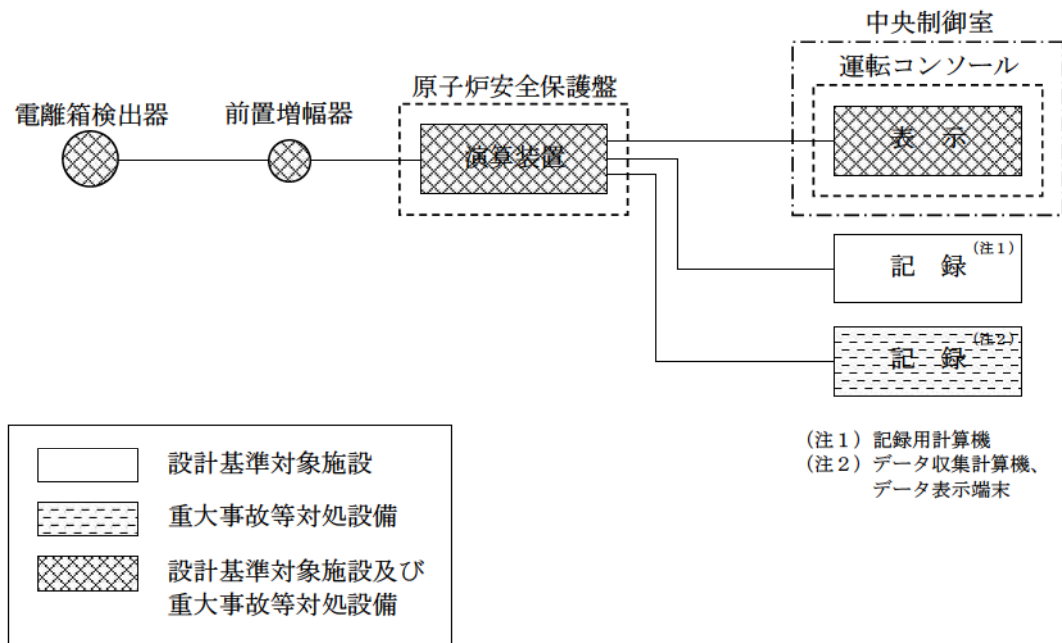 中央制御室
運転コンソール
原子炉安全保護盤
電離箱検出器
前置増幅器
演算装置
表　示
記　録(注1)
記　録(注2)
(注1)記録用計算機
(注2)データ収集計算機、
データ表示端末
設計基準対象施設
重大事故等対処設備
設計基準対象施設及び
重大事故等対処設備